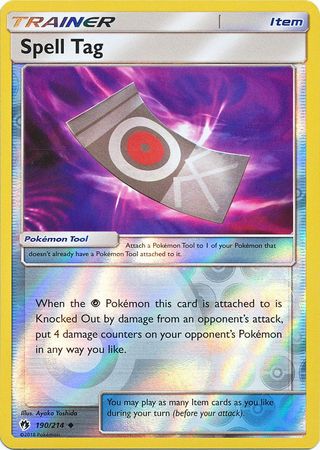 TRAINER Item
Spell Tag
Pokémon Tool
Attach a Pokémon Tool to 1 of your Pokémon that
doesn't already have a Pokémon Tool attached to it.
When the Pokémon this card is attached to is
Knocked Out by damage from an opponent's attack,
put 4 damage counters on your opponent's Pokémon
in any way you like.
Illus. Ayaka Yoshida
190/214
©2018 Pokémon
You may play as many Item cards as you like
during your turn (before your attack).